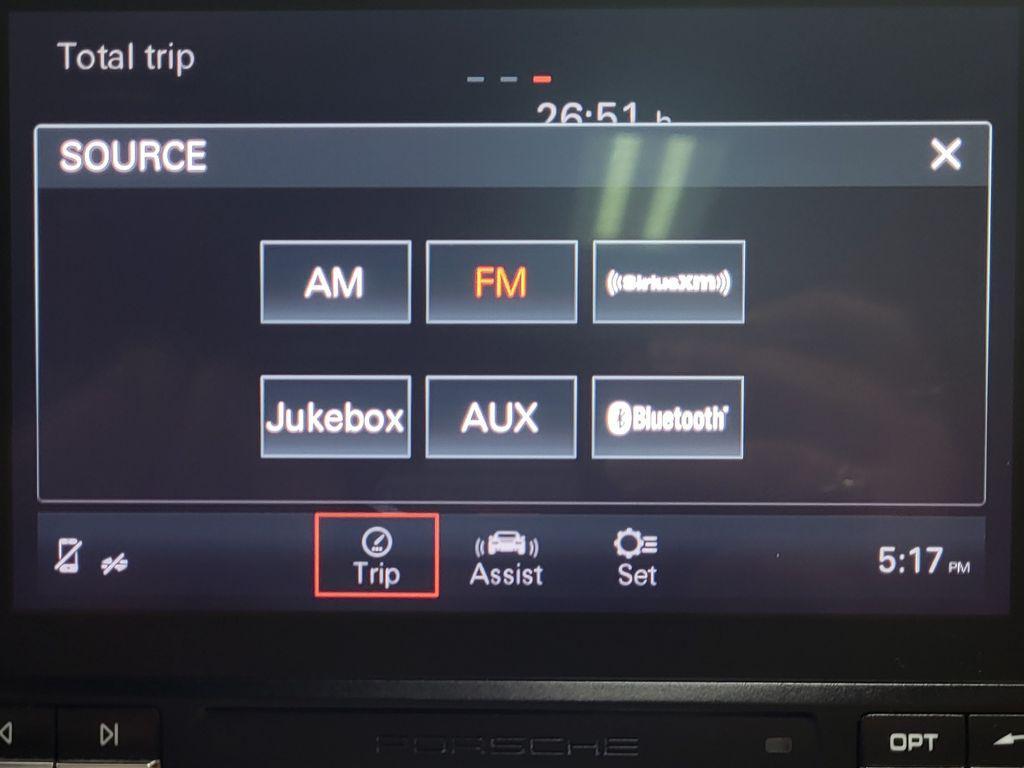 Total trip
26:51 h
SOURCE
AM FM SiriusXM
Jukebox AUX Bluetooth®
Trip Assist Set 5:17 PM
PORSCHE OPT